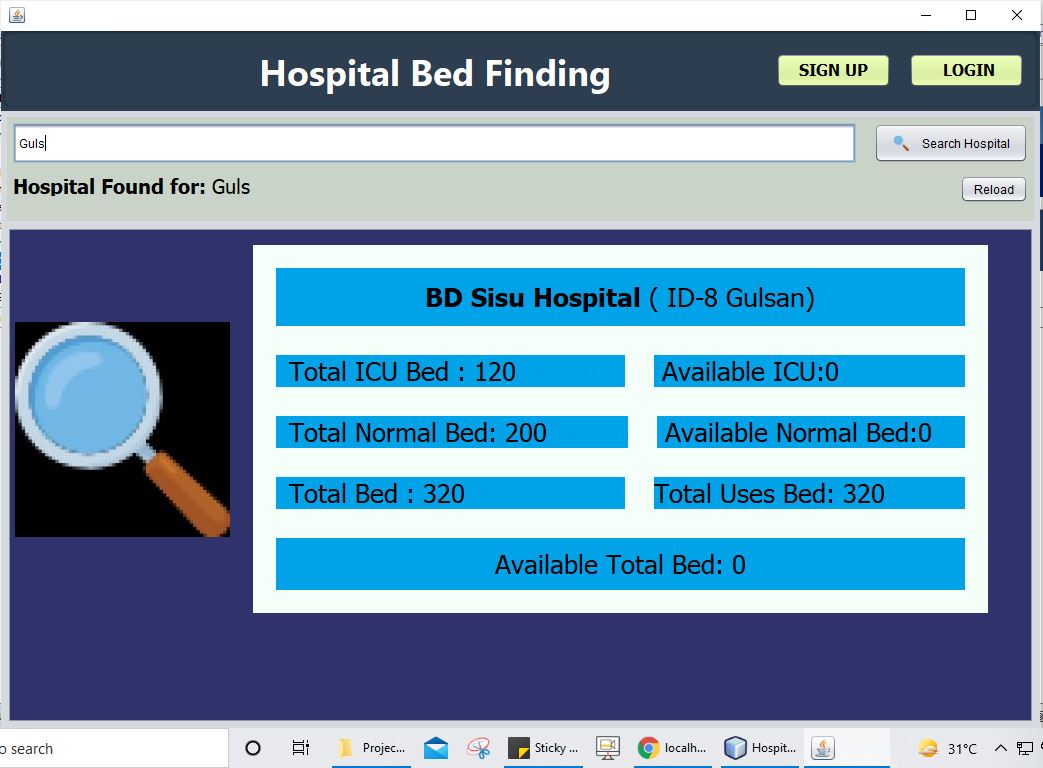 Hospital Bed Finding
SIGN UP
LOGIN
Guls
Search Hospital
Hospital Found for: Guls
Reload
BD Sisu Hospital ( ID-8 Gulsan)
Total ICU Bed : 120
Available ICU:0
Total Normal Bed: 200
Available Normal Bed:0
Total Bed : 320
Total Uses Bed: 320
Available Total Bed: 0
o search
Projec...
Sticky ...
localh...
Hospit...
31°C